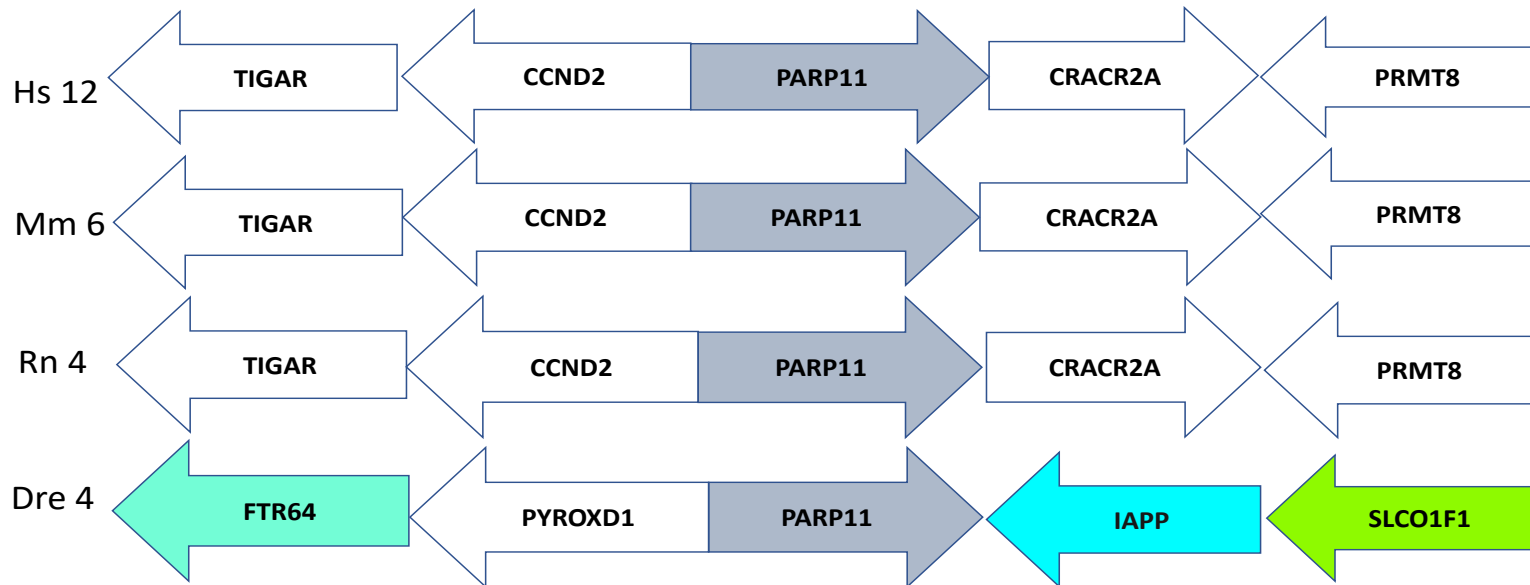 Hs 12 TIGAR CCND2 PARP11 CRACR2A PRMT8
Mm 6 TIGAR CCND2 PARP11 CRACR2A PRMT8
Rn 4 TIGAR CCND2 PARP11 CRACR2A PRMT8
Dre 4 FTR64 PYROXD1 PARP11 IAPP SLCO1F1